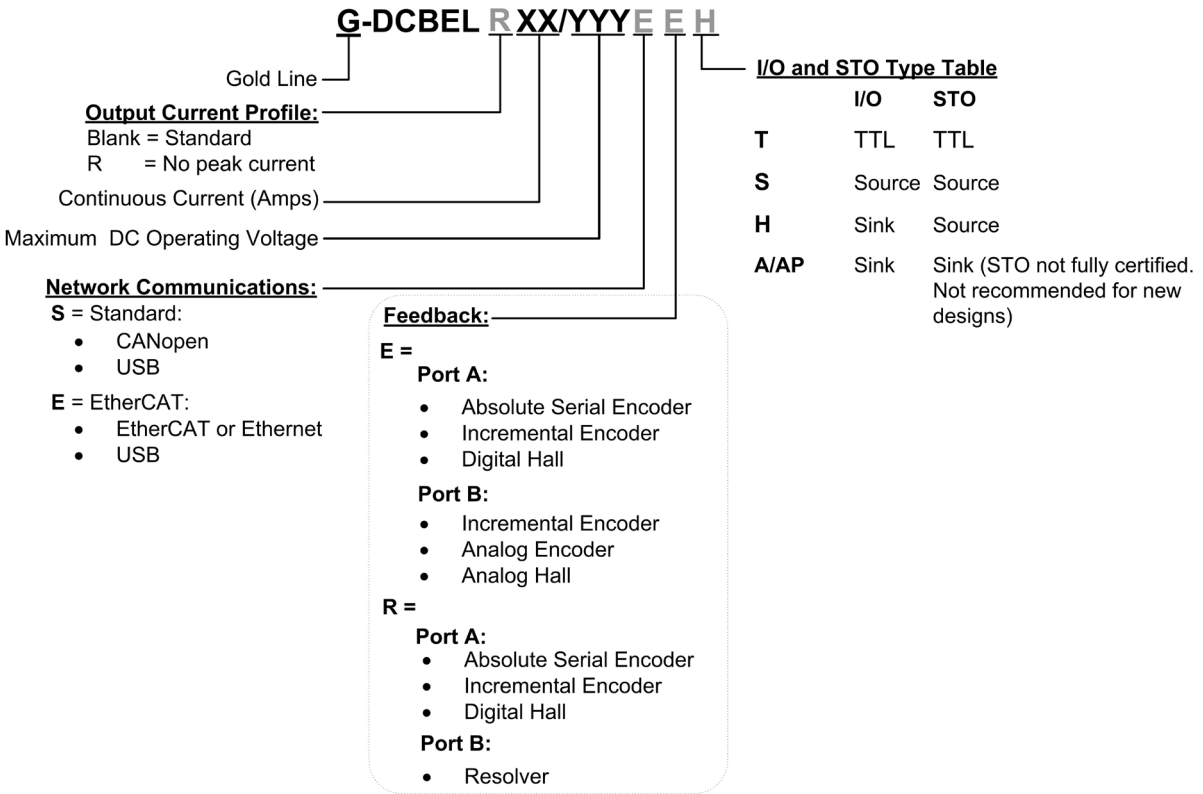 G-DCBEL R XX/YYY E E H
Gold Line
Output Current Profile:
Blank = Standard
R = No peak current
Continuous Current (Amps)
Maximum DC Operating Voltage
Network Communications:
S = Standard:
• CANopen
• USB
E = EtherCAT:
• EtherCAT or Ethernet
• USB
Feedback:
E =
Port A:
• Absolute Serial Encoder
• Incremental Encoder
• Digital Hall
Port B:
• Incremental Encoder
• Analog Encoder
• Analog Hall
R =
Port A:
• Absolute Serial Encoder
• Incremental Encoder
• Digital Hall
Port B:
• Resolver
I/O and STO Type Table
I/O STO
T TTL TTL
S Source Source
H Sink Source
A/AP Sink Sink (STO not fully certified.
Not recommended for new
designs)